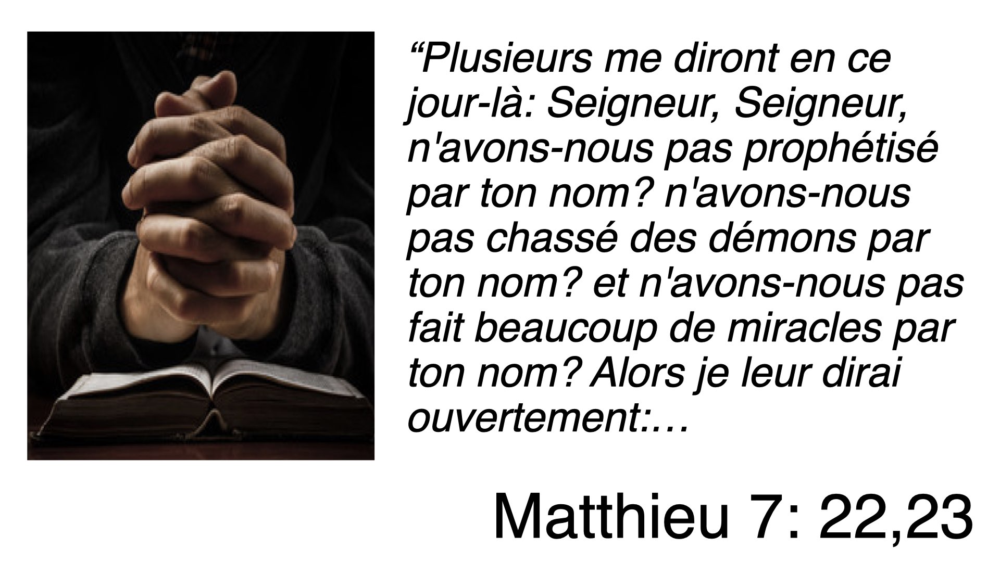 “Plusieurs me diront en ce
jour-là: Seigneur, Seigneur,
n'avons-nous pas prophétisé
par ton nom? n'avons-nous
pas chassé des démons par
ton nom? et n'avons-nous pas
fait beaucoup de miracles par
ton nom? Alors je leur dirai
ouvertement:…
Matthieu 7: 22,23